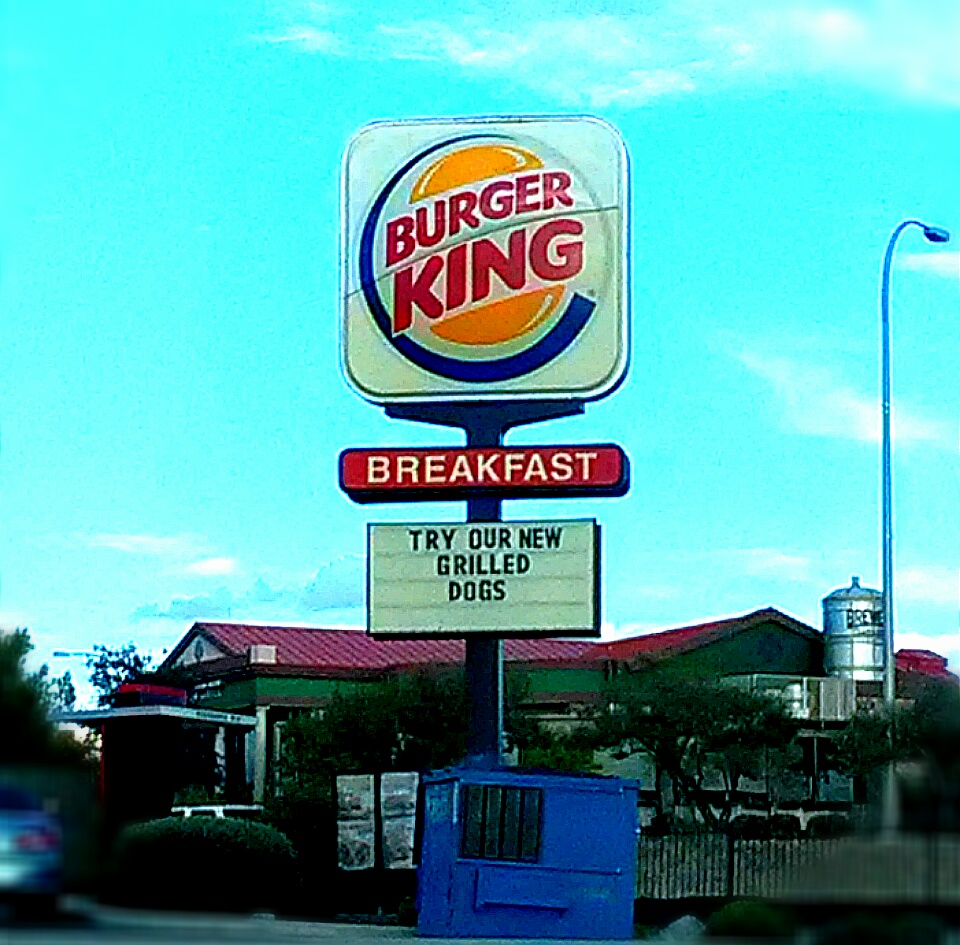 BURGER
KING
BREAKFAST
TRY OUR NEW
GRILLED
DOGS